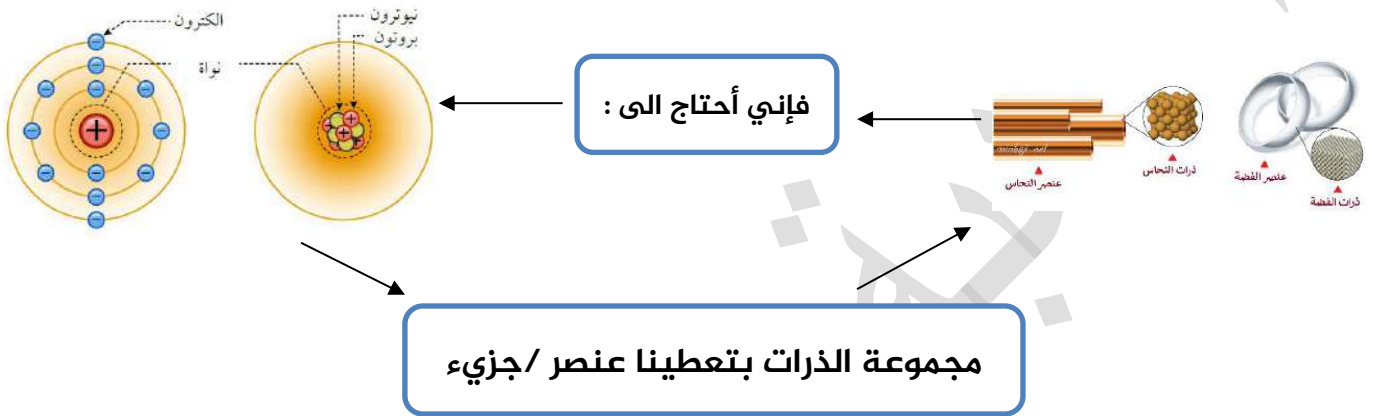 الكترون
نواة
نيوترون
بروتون
فإني أحتاج الى :
عنصر النحاس
ذرات النحاس
عنصر الفضة
ذرات الفضة
مجموعة الذرات بتعطينا عنصر /جزيء